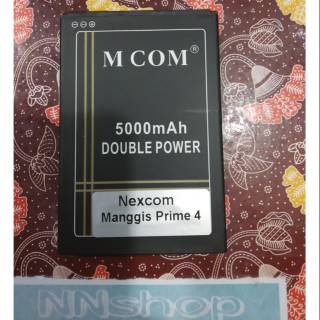 M COM®
5000mAh
DOUBLE POWER
Nexcom
Manggis Prime 4
NNshop